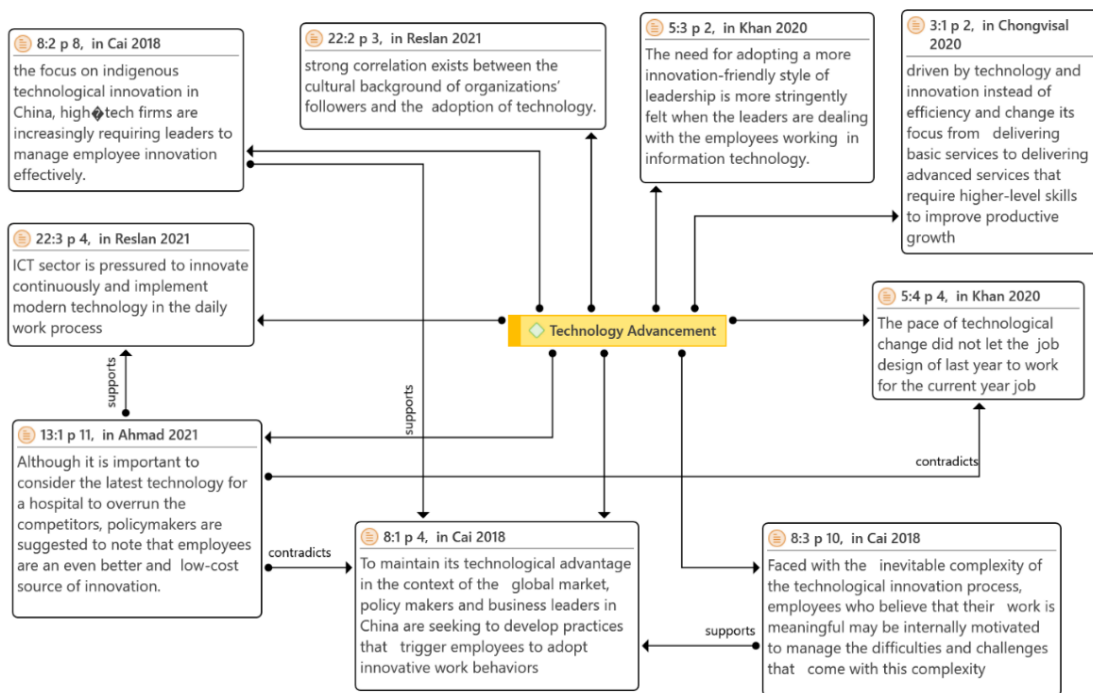 8:2 p 8, in Cai 2018
the focus on indigenous
technological innovation in
China, high�tech firms are
increasingly requiring leaders to
manage employee innovation
effectively.
22:2 p 3, in Reslan 2021
strong correlation exists between the
cultural background of organizations'
followers and the adoption of technology.
5:3 p 2, in Khan 2020
The need for adopting a more
innovation-friendly style of
leadership is more stringently
felt when the leaders are dealing
with the employees working in
information technology.
3:1 p 2, in Chongvisal
2020
driven by technology and
innovation instead of
efficiency and change its
focus from delivering
basic services to delivering
advanced services that
require higher-level skills
to improve productive
growth
22:3 p 4, in Reslan 2021
ICT sector is pressured to innovate
continuously and implement
modern technology in the daily
work process
Technology Advancement
5:4 p 4, in Khan 2020
The pace of technological
change did not let the job
design of last year to work
for the current year job
supports
supports
13:1 p 11, in Ahmad 2021
Although it is important to
consider the latest technology for
a hospital to overrun the
competitors, policymakers are
suggested to note that employees
are an even better and low-cost
source of innovation.
contradicts
contradicts
8:1 p 4, in Cai 2018
To maintain its technological advantage
in the context of the global market,
policy makers and business leaders in
China are seeking to develop practices
that trigger employees to adopt
innovative work behaviors
supports
8:3 p 10, in Cai 2018
Faced with the inevitable complexity of
the technological innovation process,
employees who believe that their work is
meaningful may be internally motivated
to manage the difficulties and challenges
that come with this complexity